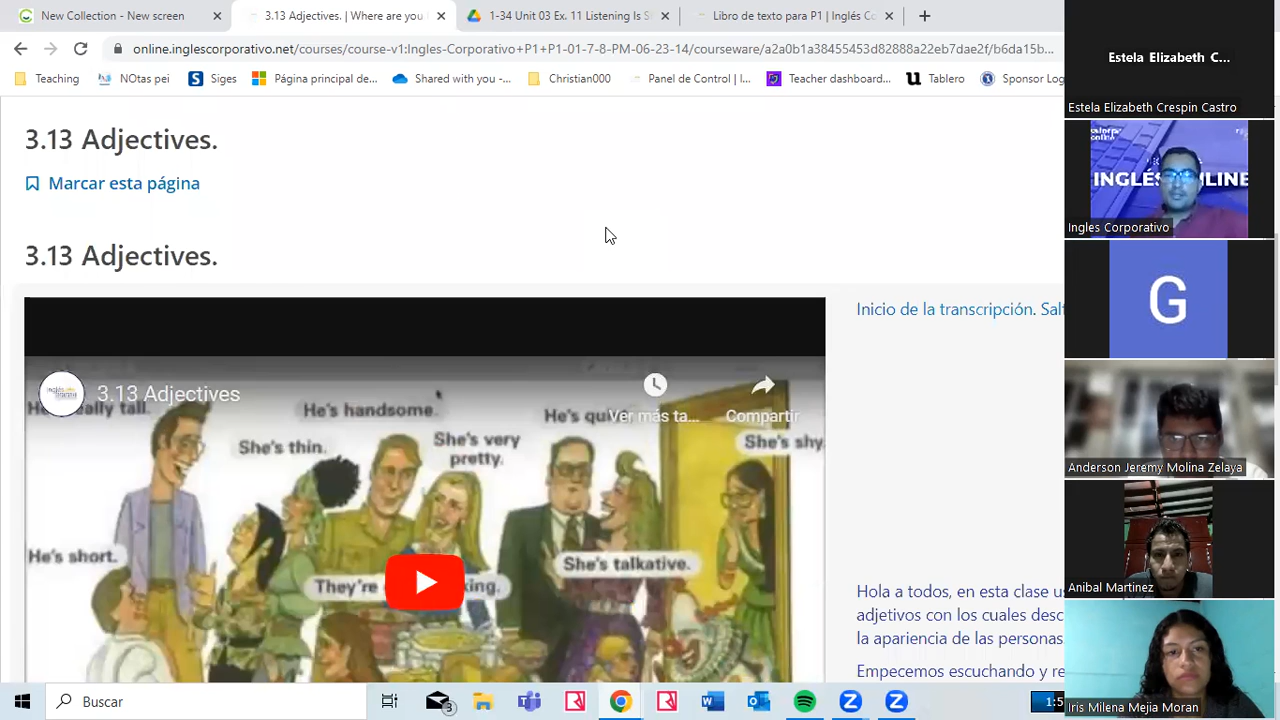 New Collection - New screen
3.13 Adjectives. | Where are you
1-34 Unit 03 Ex. 11 Listening Is S
Libro de texto para P1 | Inglés Co
online.inglescorporativo.net/courses/course-v1:Ingles-Corporativo+P1+P1-01-7-8-PM-06-23-14/courseware/a2a0b1a38455453d82888a22eb7dae2f/b6da15b...
Teaching
NOtas pei
Siges
Página principal de...
Shared with you -...
Christian000
Panel de Control | I...
Teacher dashboard...
Tablero
Sponsor Log
3.13 Adjectives.
Marcar esta página
3.13 Adjectives.
Inicio de la transcripción. Sal
3.13 Adjectives
Ver más ta...
Compartir
tall.
He's handsome.
She's thin.
She's very
pretty.
She's shy.
He's short.
She's talkative.
They're
Hola a todos, en esta clase
adjetivos con los cuales
la apariencia de las personas
Empecemos escuchando y
Estela Elizabeth C...
Estela Elizabeth Crespin Castro
INGLÉS
Ingles Corporativo
G
Anderson Jeremy Molina Zelaya
Anibal Martinez
Iris Milena Mejia Moran
Buscar
3
1:5